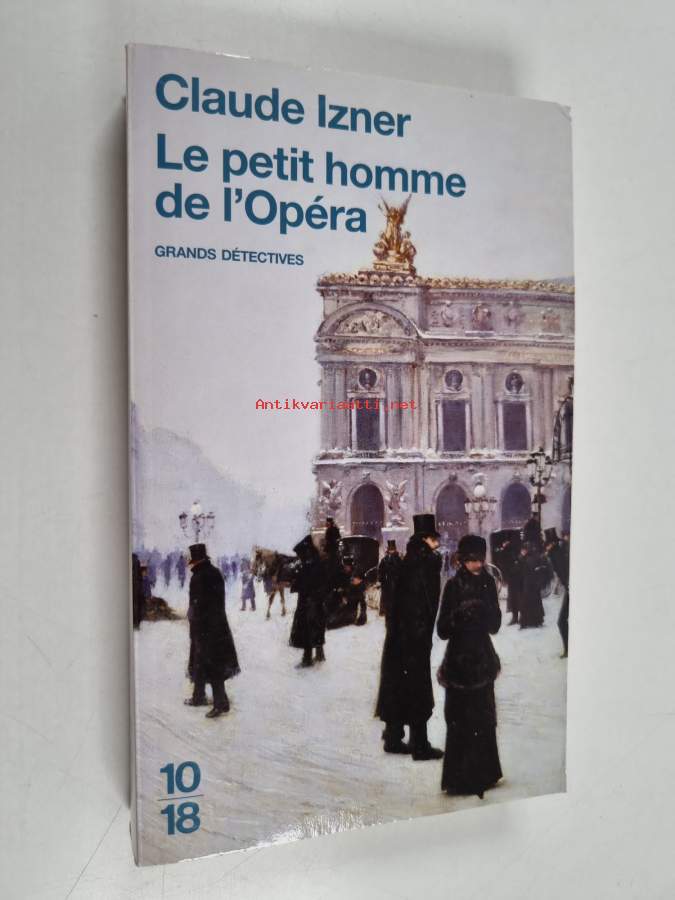 Claude Izner
Le petit homme
de l'Opéra
GRANDS DÉTECTIVES
Antikvariaatti.net
10
18